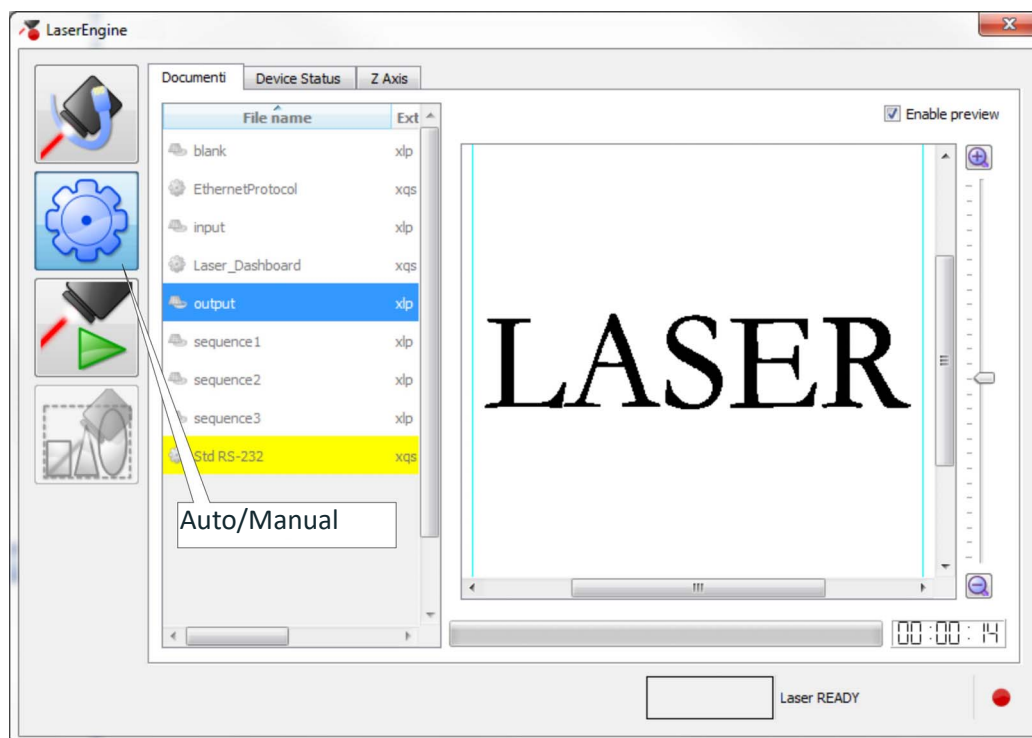 LaserEngine
Documenti Device Status Z Axis
File name Ext
Enable preview
blank xlp
EthernetProtocol xqs
input xlp
Laser_Dashboard xqs
output xlp
sequence1 xlp
sequence2 xlp
sequence3 xlp
Std RS-232 xqs
LASER
Auto/Manual
00:00:14
Laser READY